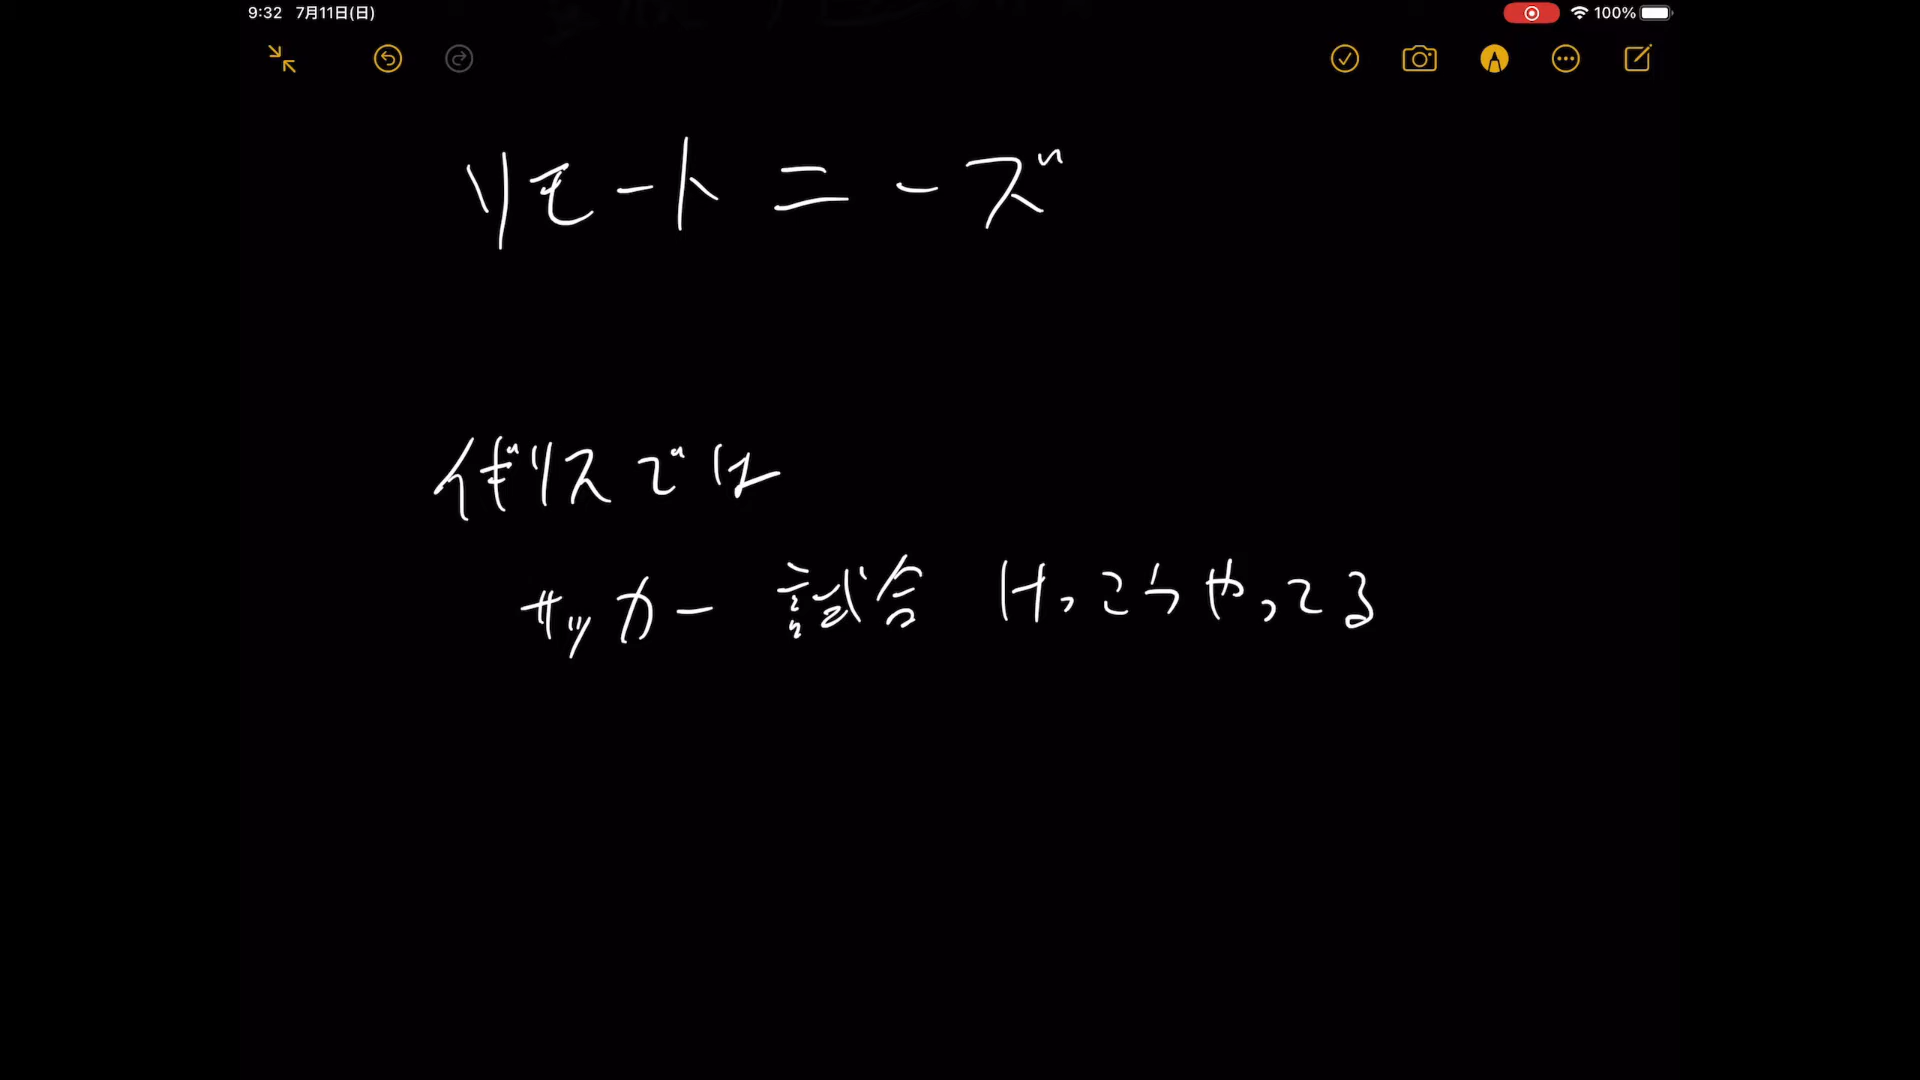 9:32 7月11日(日) 100%
リモートニーズ
イギリスでは
サッカー 試合 けっこうやってる